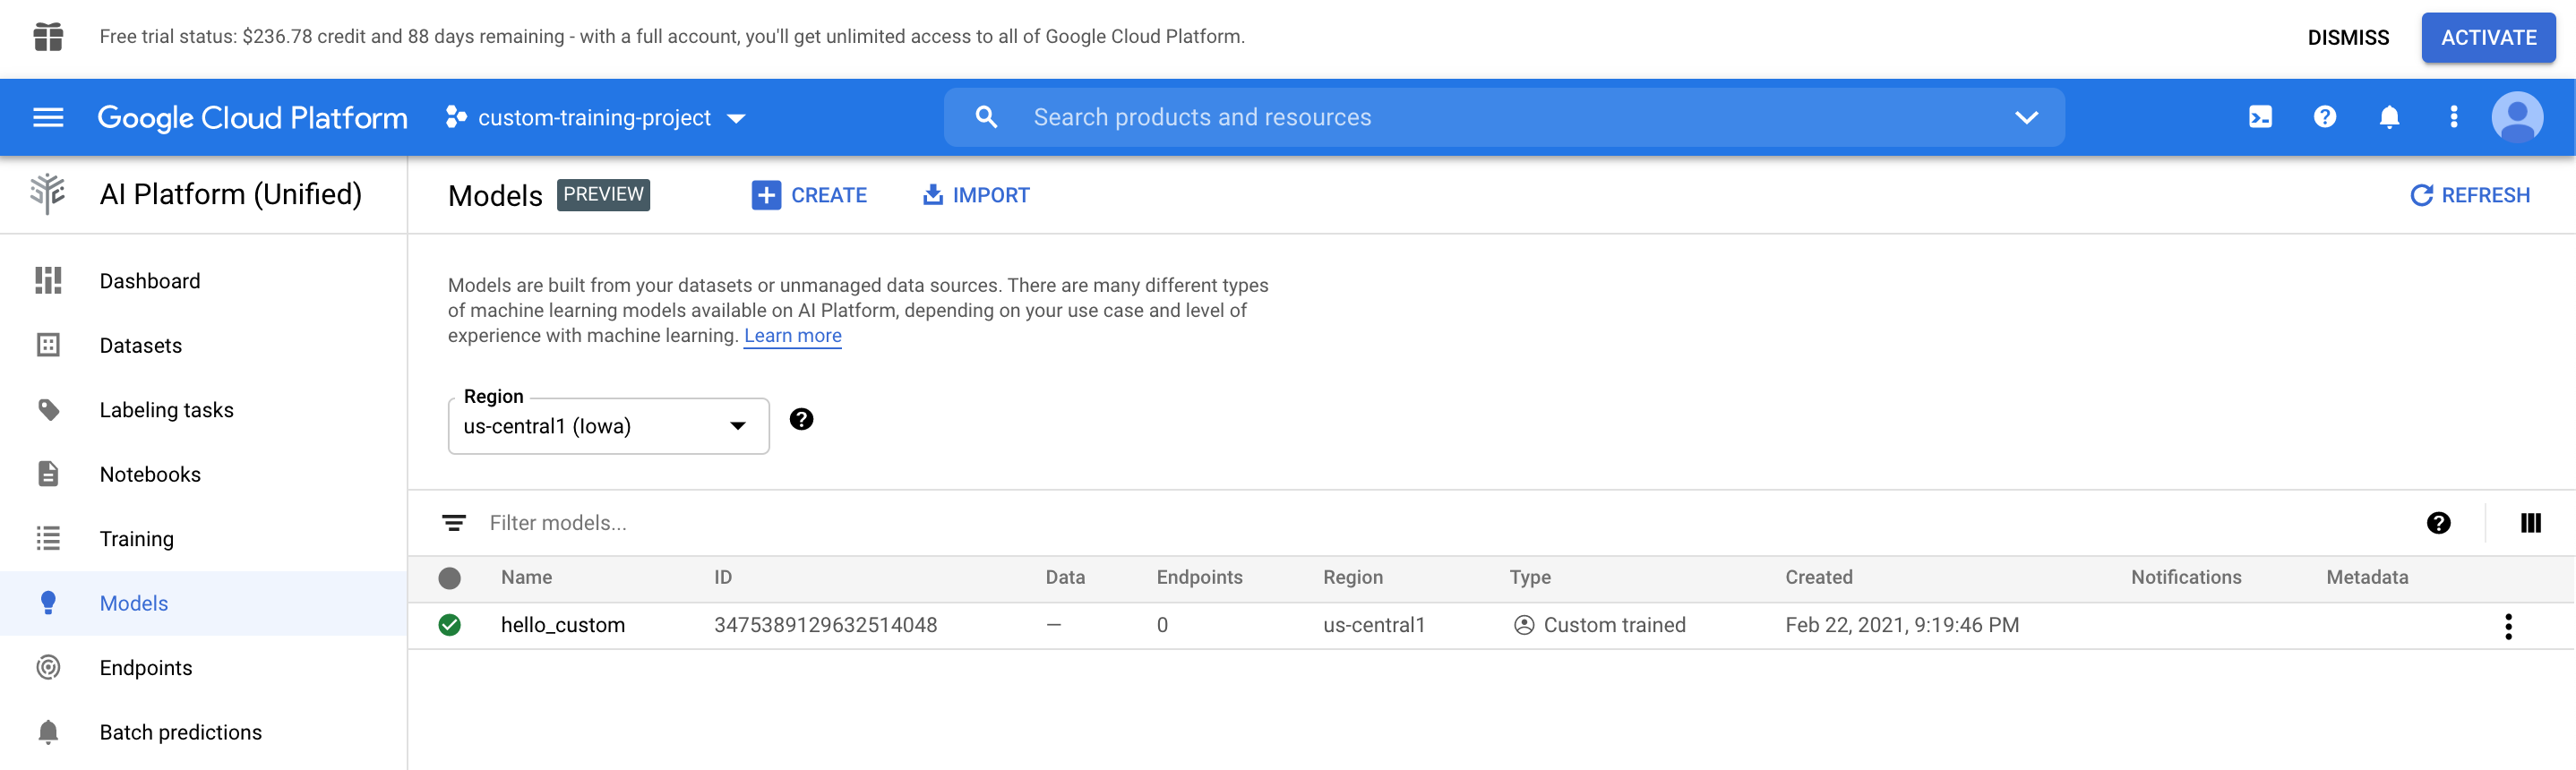 Free trial status: $236.78 credit and 88 days remaining - with a full account, you'll get unlimited access to all of Google Cloud Platform.
DISMISS
ACTIVATE
Google Cloud Platform
custom-training-project
Search products and resources
AI Platform (Unified)
Models
PREVIEW
CREATE
IMPORT
REFRESH
Dashboard
Datasets
Labeling tasks
Notebooks
Training
Models
Endpoints
Batch predictions
Models are built from your datasets or unmanaged data sources. There are many different types
of machine learning models available on AI Platform, depending on your use case and level of
experience with machine learning. Learn more
Region
us-central1 (Iowa)
Filter models...
Name ID Data Endpoints Region Type Created Notifications Metadata
hello_custom 3475389129632514048 — 0 us-central1 Custom trained Feb 22, 2021, 9:19:46 PM